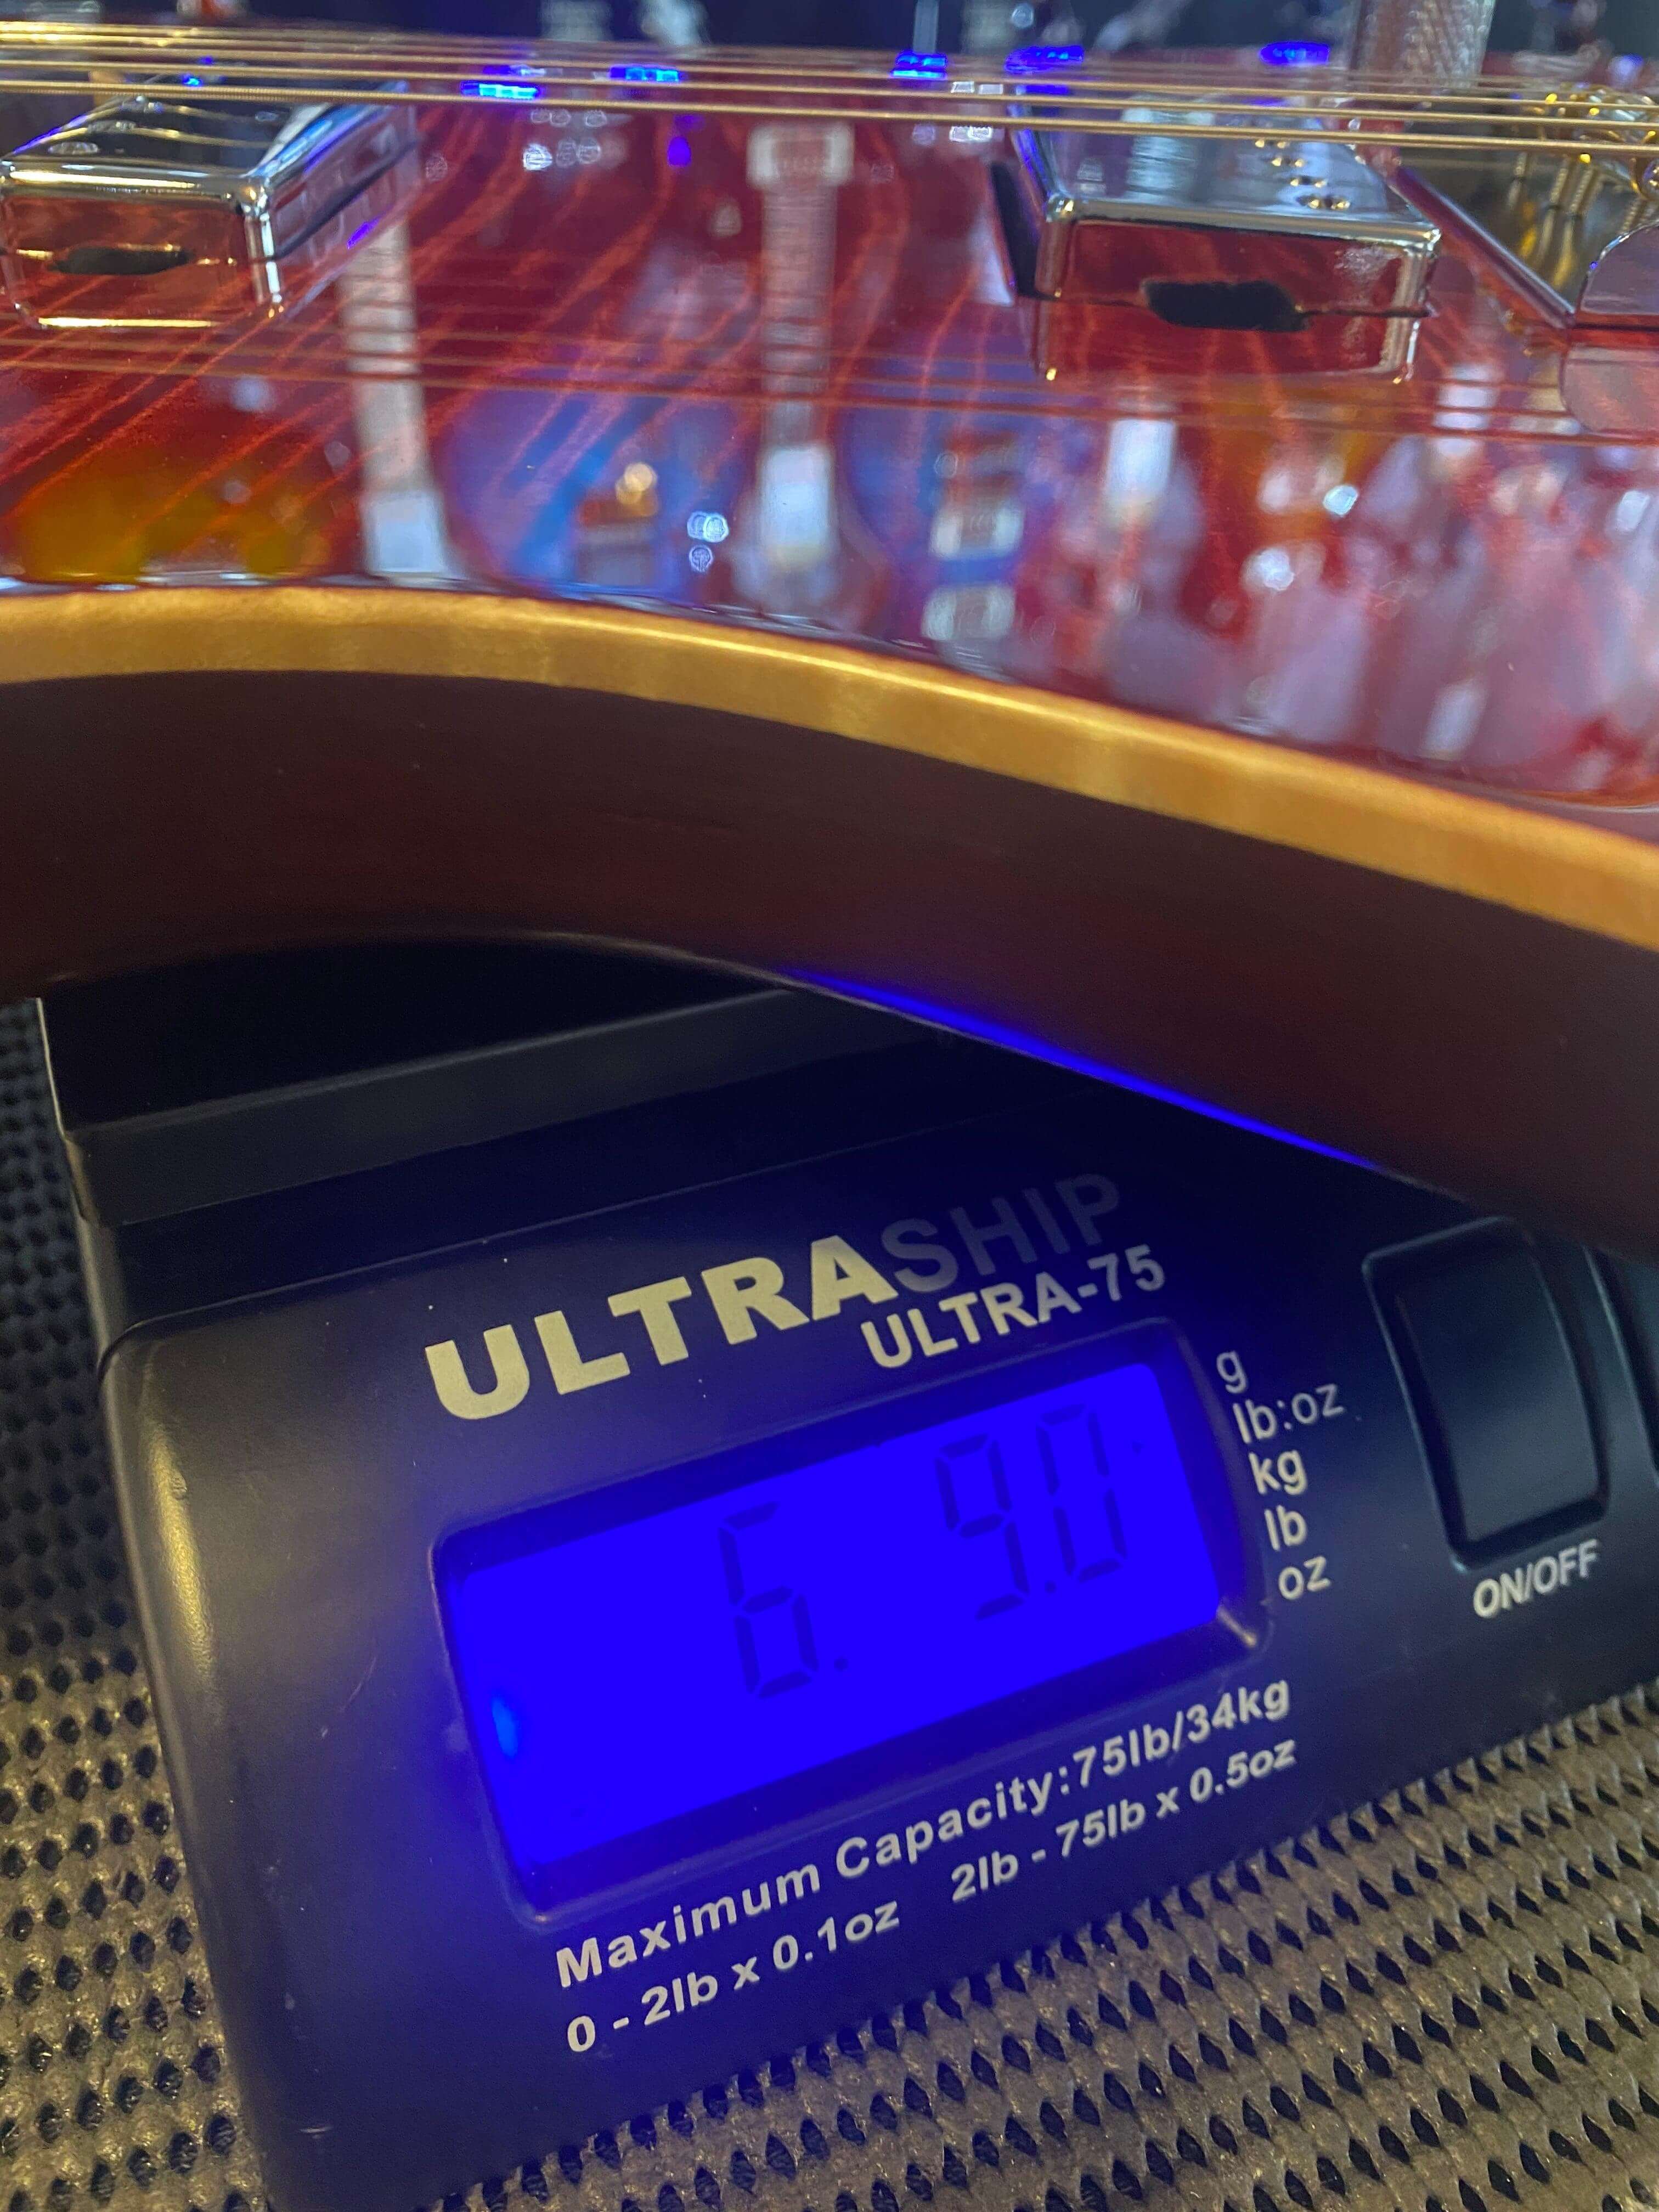 ULTRASHIP
ULTRA-75
6. 9.0
g
lb:oz
kg
lb
oz
ON/OFF
Maximum Capacity:75lb/34kg
0 - 2lb x 0.1oz 2lb - 75lb x 0.5oz